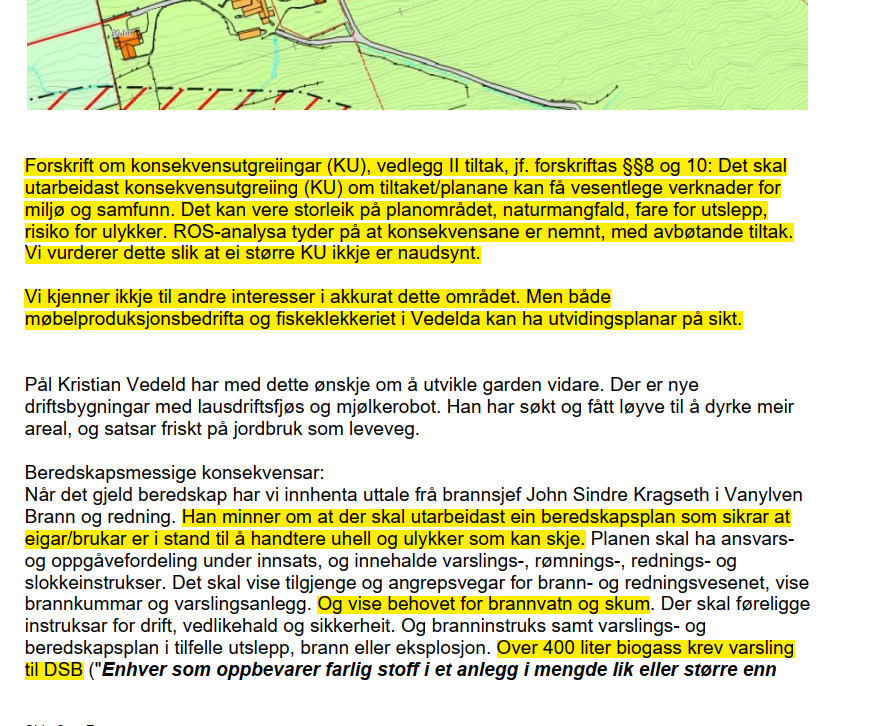 Forskrift om konsekvensutgreiingar (KU), vedlegg II tiltak, jf. forskriftas §§8 og 10: Det skal
utarbeidast konsekvensutgreiing (KU) om tiltaket/planane kan få vesentlege verknader for
miljø og samfunn. Det kan vere storleik på planområdet, naturmangfald, fare for utslepp,
risiko for ulykker. ROS-analysa tyder på at konsekvensane er nemnt, med avbøtande tiltak.
Vi vurderer dette slik at ei større KU ikkje er naudsynt.
Vi kjenner ikkje til andre interesser i akkurat dette området. Men både
møbelproduksjonsbedrifta og fiskeklekkeriet i Vedelda kan ha utvidingsplanar på sikt.
Pål Kristian Vedeld har med dette ønskje om å utvikle garden vidare. Der er nye
driftsbygningar med lausdriftsfjøs og mjølkerobot. Han har søkt og fått løyve til å dyrke meir
areal, og satsar friskt på jordbruk som leveveg.
Beredskapsmessige konsekvensar:
Når det gjeld beredskap har vi innhenta uttale frå brannsjef John Sindre Kragseth i Vanylven
Brann og redning. Han minner om at der skal utarbeidast ein beredskapsplan som sikrar at
eigar/brukar er i stand til å handtere uhell og ulykker som kan skje. Planen skal ha ansvars-
og oppgåvefordeling under innsats, og innehalde varslings-, rømnings-, rednings- og
slokkeinstrukser. Det skal vise tilgjenge og angrepsvegar for brann- og redningsvesenet, vise
brannkummar og varslingsanlegg. Og vise behovet for brannvatn og skum. Der skal føreligge
instruksar for drift, vedlikehald og sikkerheit. Og branninstruks samt varslings- og
beredskapsplan i tilfelle utslepp, brann eller eksplosjon. Over 400 liter biogass krev varsling
til DSB ("Enhver som oppbevarer farlig stoff i et anlegg i mengde lik eller større enn